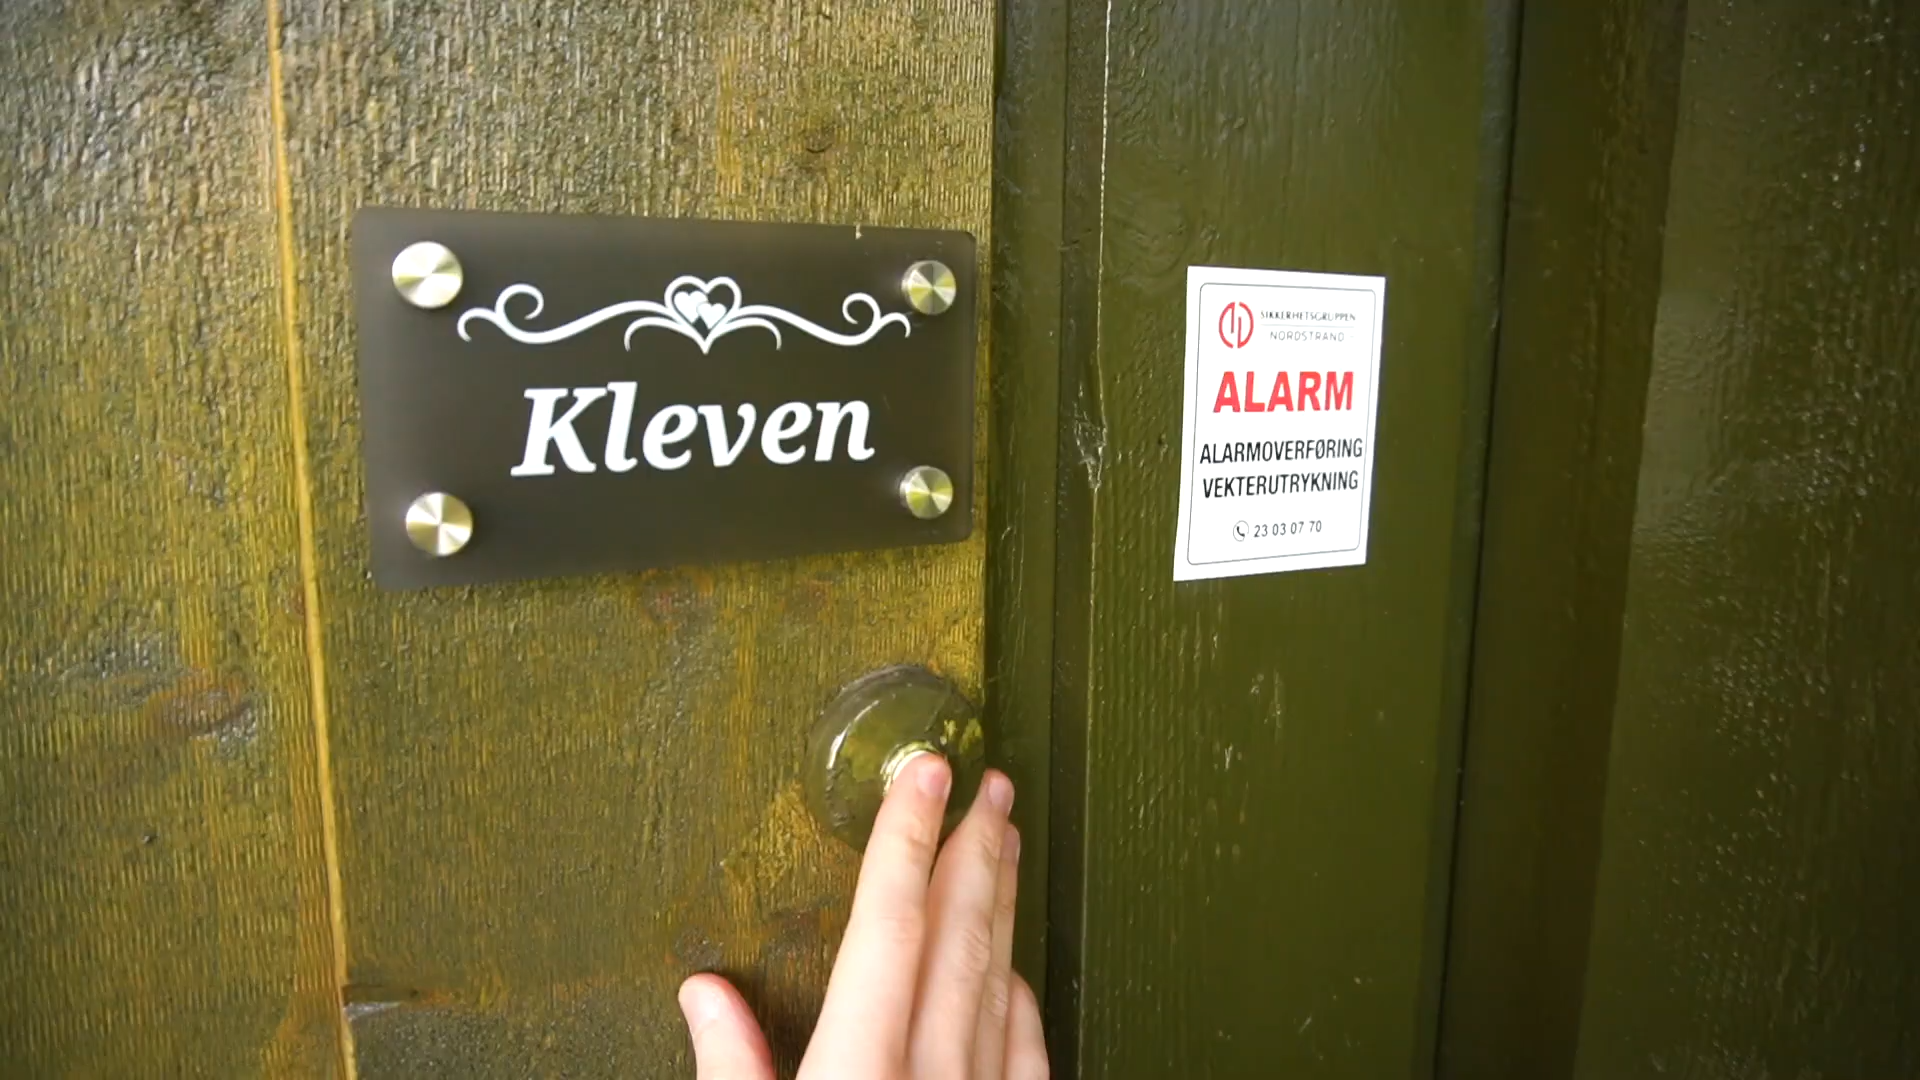 Kleven
SIKKERHETSGRUPPEN
NORDSTRAND
ALARM
ALARMOVERFØRING
VEKTERUTRYKNING
23 03 07 70